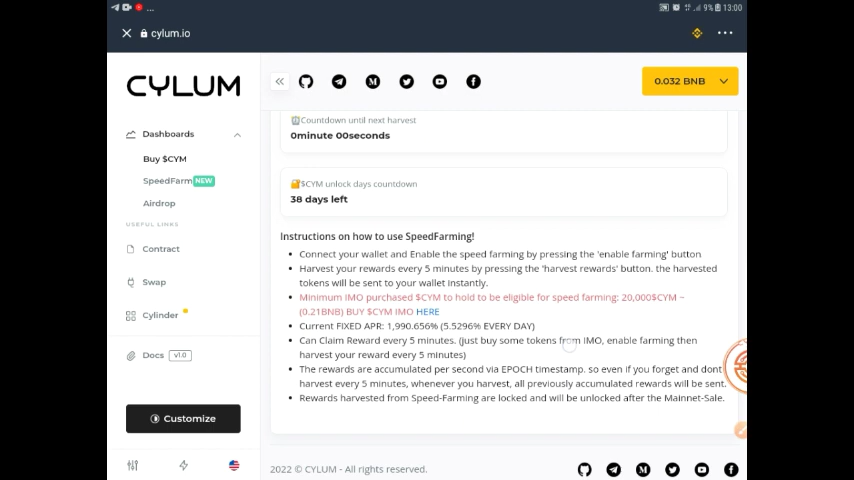 ... 9% 13:00
cylum.io
CYLUM
0.032 BNB
Dashboards
Buy $CYM
SpeedFarm NEW
Airdrop
USEFUL LINKS
Contract
Swap
Cylinder
Docs v1.0
Customize
Countdown until next harvest
0minute 00seconds
$CYM unlock days countdown
38 days left
Instructions on how to use SpeedFarming!
Connect your wallet and Enable the speed farming by pressing the 'enable farming' button
Harvest your rewards every 5 minutes by pressing the 'harvest rewards' button. the harvested
tokens will be sent to your wallet instantly.
Minimum IMO purchased $CYM to hold to be eligible for speed farming: 20,000$CYM ~
(0.21BNB) BUY $CYM IMO HERE
Current FIXED APR: 1,990.656% (5.5296% EVERY DAY)
Can Claim Reward every 5 minutes. (just buy some tokens from IMO, enable farming then
harvest your reward every 5 minutes)
The rewards are accumulated per second via EPOCH timestamp. so even if you forget and dont
harvest every 5 minutes, whenever you harvest, all previously accumulated rewards will be sent.
Rewards harvested from Speed-Farming are locked and will be unlocked after the Mainnet-Sale.
2022 © CYLUM - All rights reserved.